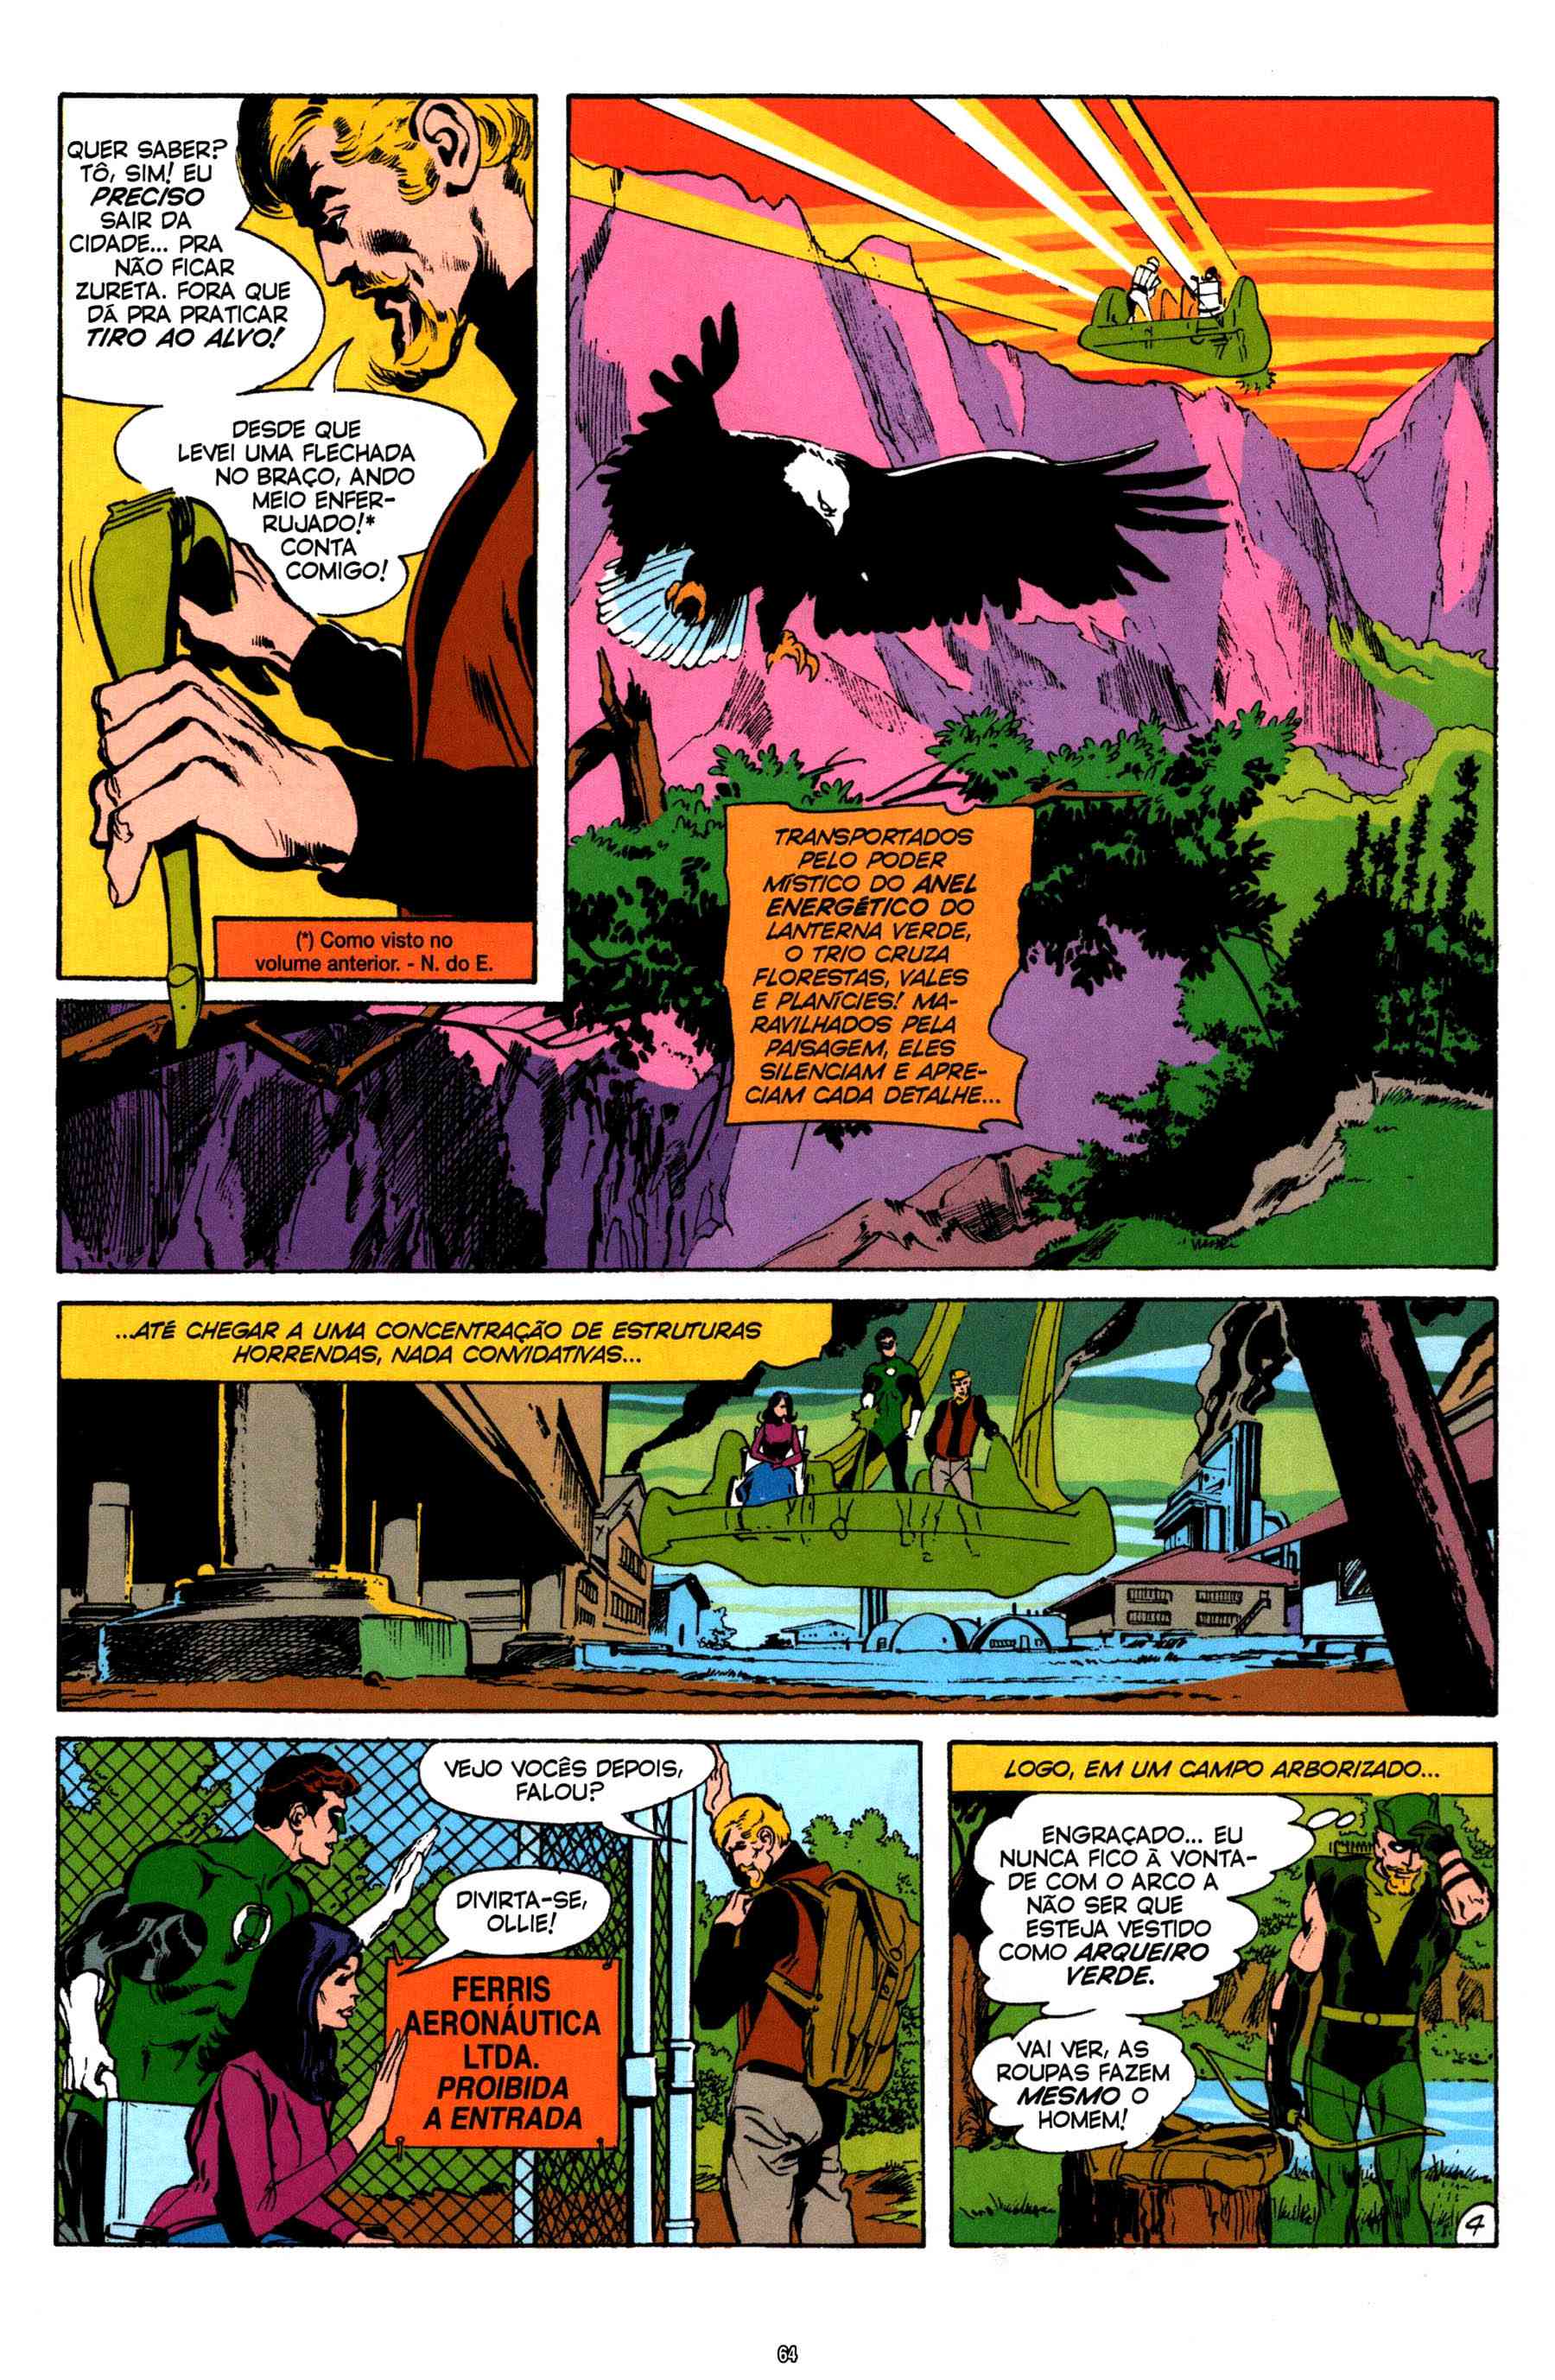 QUER SABER?
TÔ, SIM! EU
PRECISO
SAIR DA
CIDADE... PRA
NÃO FICAR
ZURETA. FORA QUE
DÁ PRA PRATICAR
TIRO AO ALVO!
DESDE QUE
LEVEI UMA FLECHADA
NO BRAÇO, ANDO
MEIO ENFER-
RUJADO!*
CONTA
COMIGO!
(*) Como visto no
volume anterior. - N. do E.
TRANSPORTADOS
PELO PODER
MÍSTICO DO ANEL
ENERGÉTICO DO
LANTERNA VERDE,
O TRIO CRUZA
FLORESTAS, VALES
E PLANÍCIES! MA-
RAVILHADOS PELA
PAISAGEM, ELES
SILENCIAM E APRE-
CIAM CADA DETALHE...
...ATÉ CHEGAR A UMA CONCENTRAÇÃO DE ESTRUTURAS
HORRENDAS, NADA CONVIDATIVAS...
VEJO VOCÊS DEPOIS,
FALOU?
DIVIRTA-SE,
OLLIE!
FERRIS
AERONÁUTICA
LTDA.
PROIBIDA
A ENTRADA
LOGO, EM UM CAMPO ARBORIZADO...
ENGRAÇADO... EU
NUNCA FICO À VONTA-
DE COM O ARCO A
NÃO SER QUE
ESTEJA VESTIDO
COMO ARQUEIRO
VERDE.
VAI VER, AS
ROUPAS FAZEM
MESMO O
HOMEM!
4
64